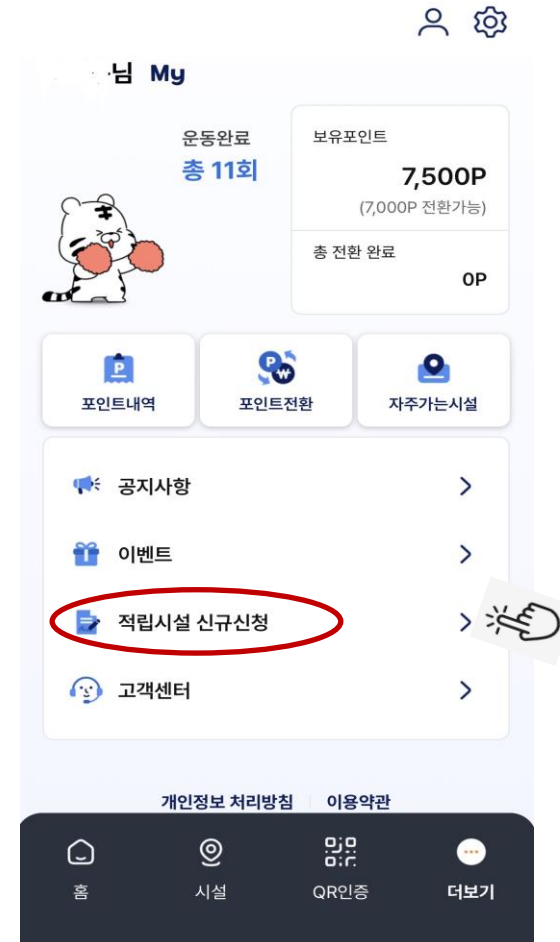 님 My
운동완료
총 11회
보유포인트
7,500P
(7,000P 전환가능)
총 전환 완료
0P
포인트내역
포인트전환
자주가는시설
공지사항
이벤트
적립시설 신규신청
고객센터
개인정보 처리방침 이용약관
홈
시설
QR인증
더보기